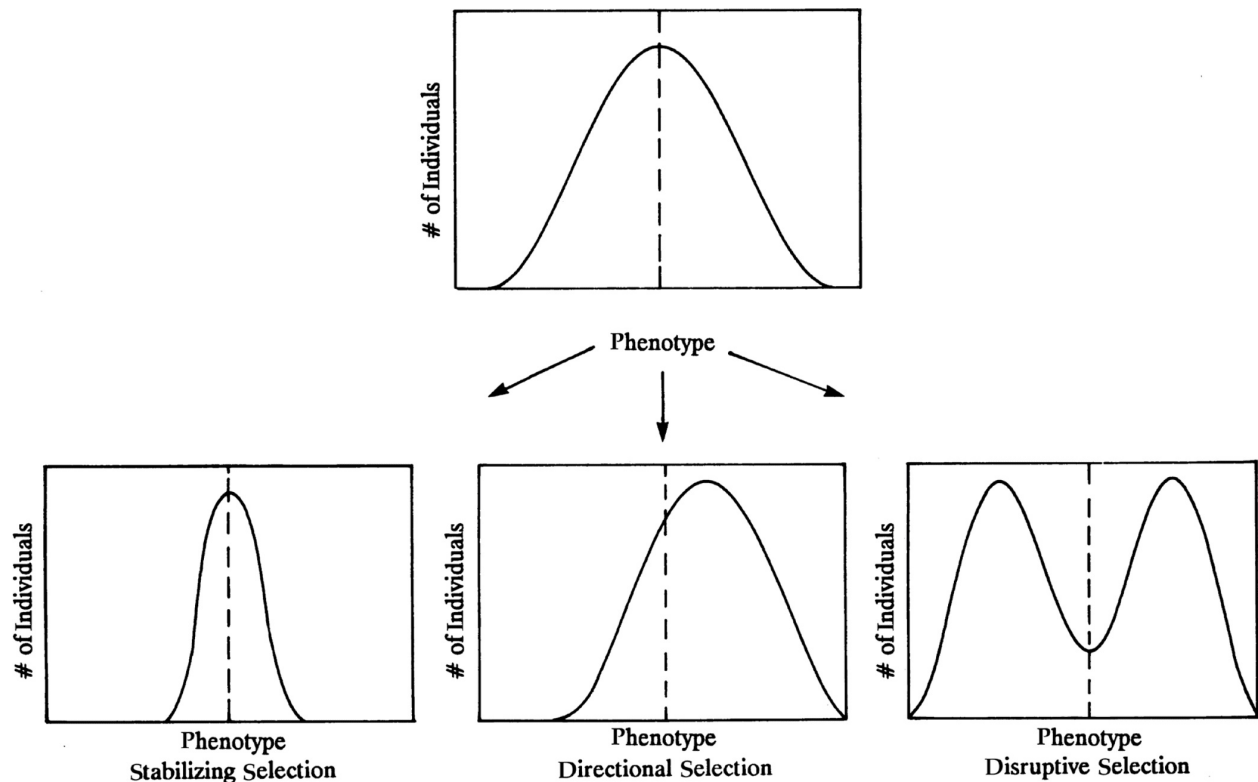 # of Individuals
Phenotype
# of Individuals
Phenotype
Stabilizing Selection
# of Individuals
Phenotype
Directional Selection
# of Individuals
Phenotype
Disruptive Selection